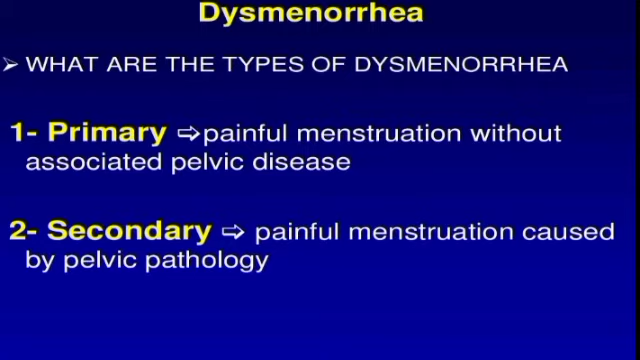 Dysmenorrhea
➢ WHAT ARE THE TYPES OF DYSMENORRHEA
1- Primary ⇨painful menstruation without
associated pelvic disease
2- Secondary ⇨ painful menstruation caused
by pelvic pathology